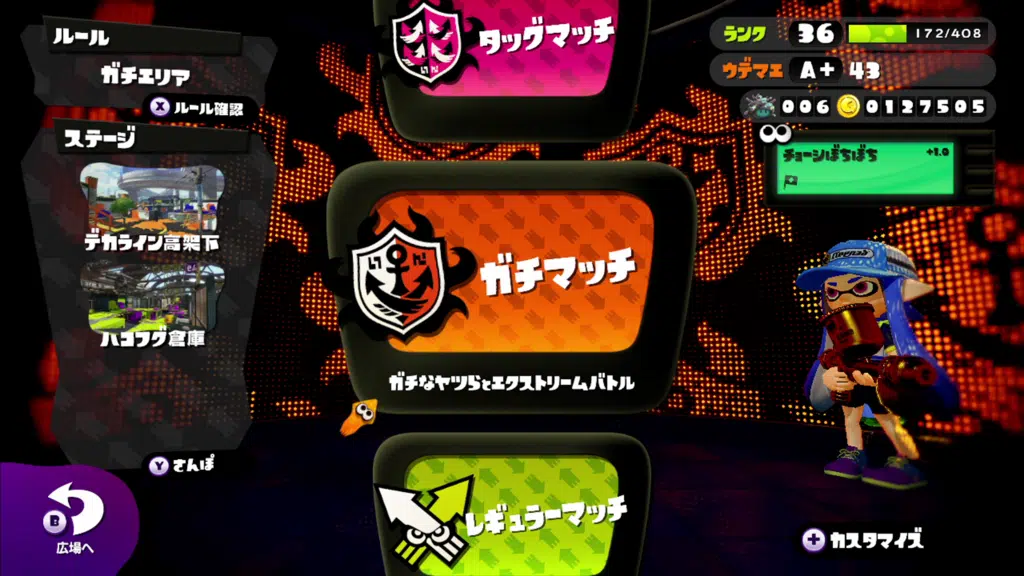 ルール
ガチエリア
X ルール確認
ステージ
デカライン高架下
ハコフグ倉庫
Y さんぽ
B
広場へ
タッグマッチ
ガチマッチ
ガチなヤツらとエクストリームバトル
レギュラーマッチ
ランク 36 172/408
ウデマエ A+ 43
006 0127505
チョーシぼちぼち +1.0
+ カスタマイズ